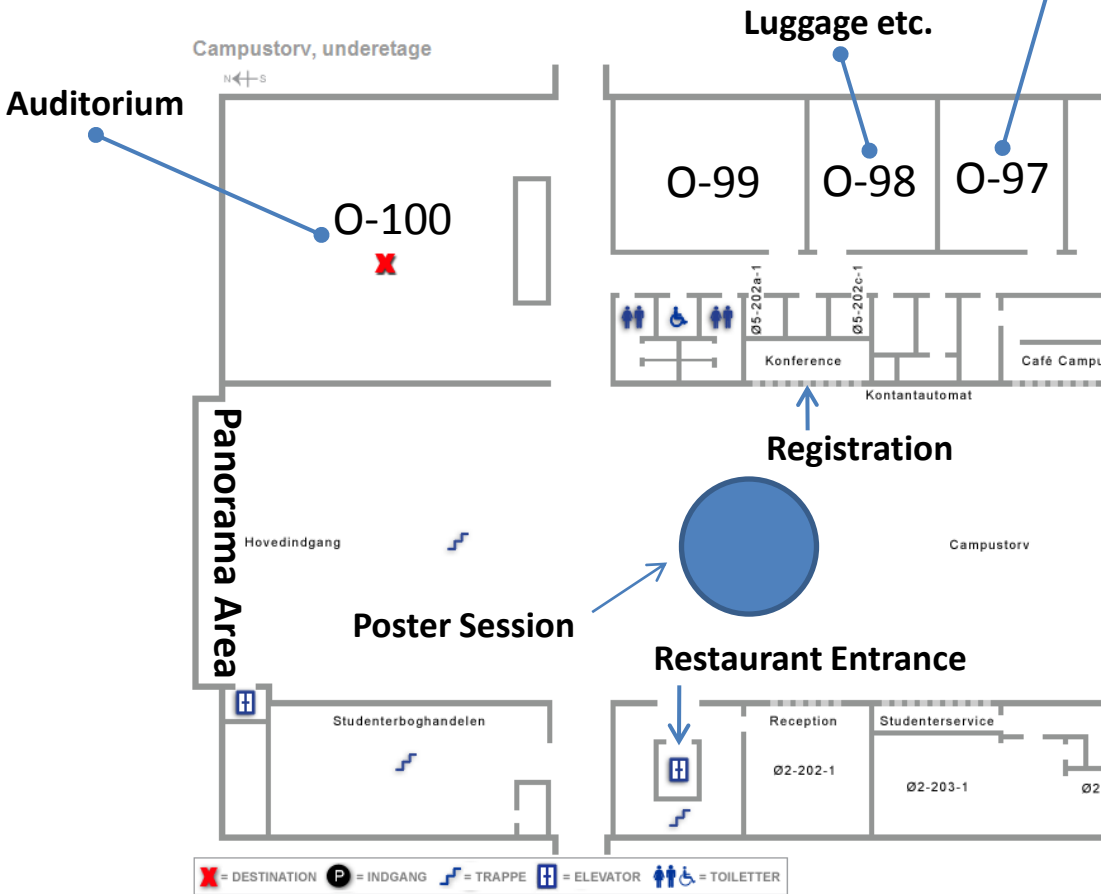 Luggage etc.
Campustorv, underetage
N S
Auditorium
O-99
O-98
O-97
O-100
X
Ø5-202a-1
Ø5-202c-1
Konference
Café Campu
Kontantautomat
Registration
Panorama Area
Hovedindgang
Campustorv
Poster Session
Restaurant Entrance
Studenterboghandelen
Reception
Studenterservice
Ø2-202-1
Ø2-203-1
Ø2
X = DESTINATION P = INDGANG = TRAPPE = ELEVATOR = TOILETTER